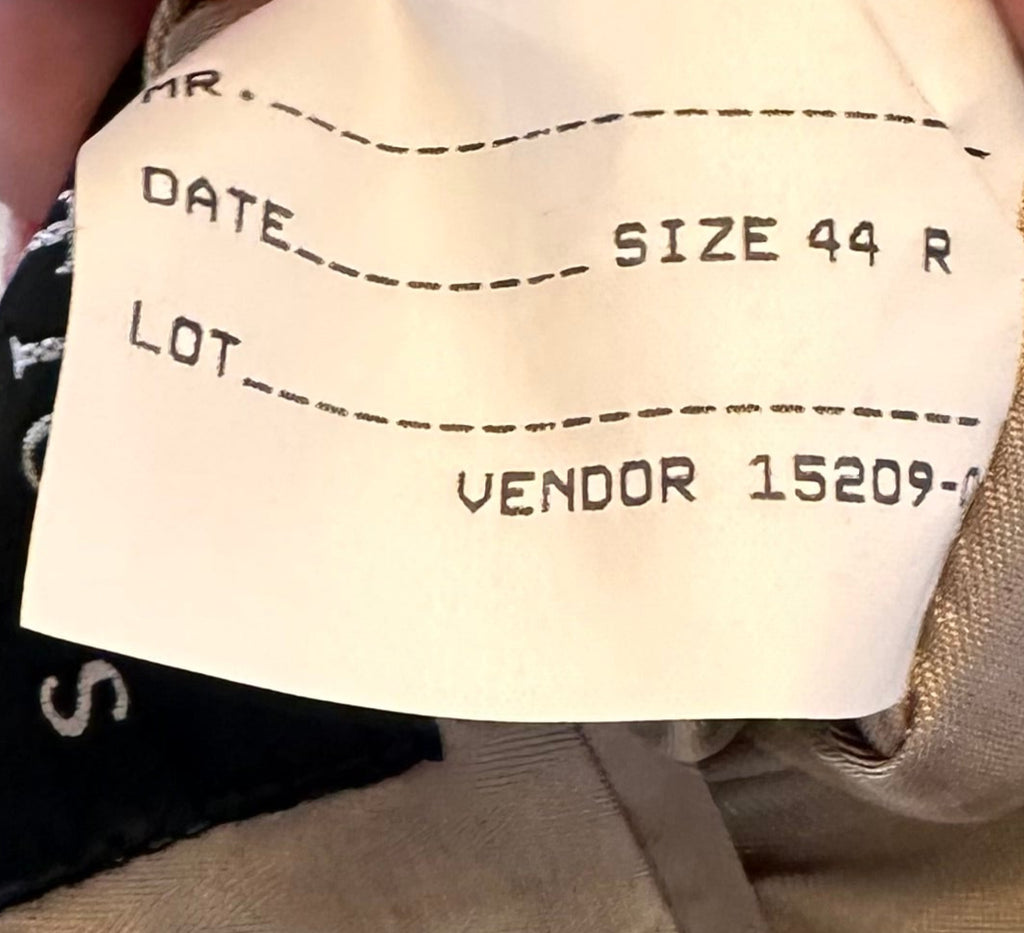 MR.
DATE SIZE 44 R
LOT
VENDOR 15209-
S